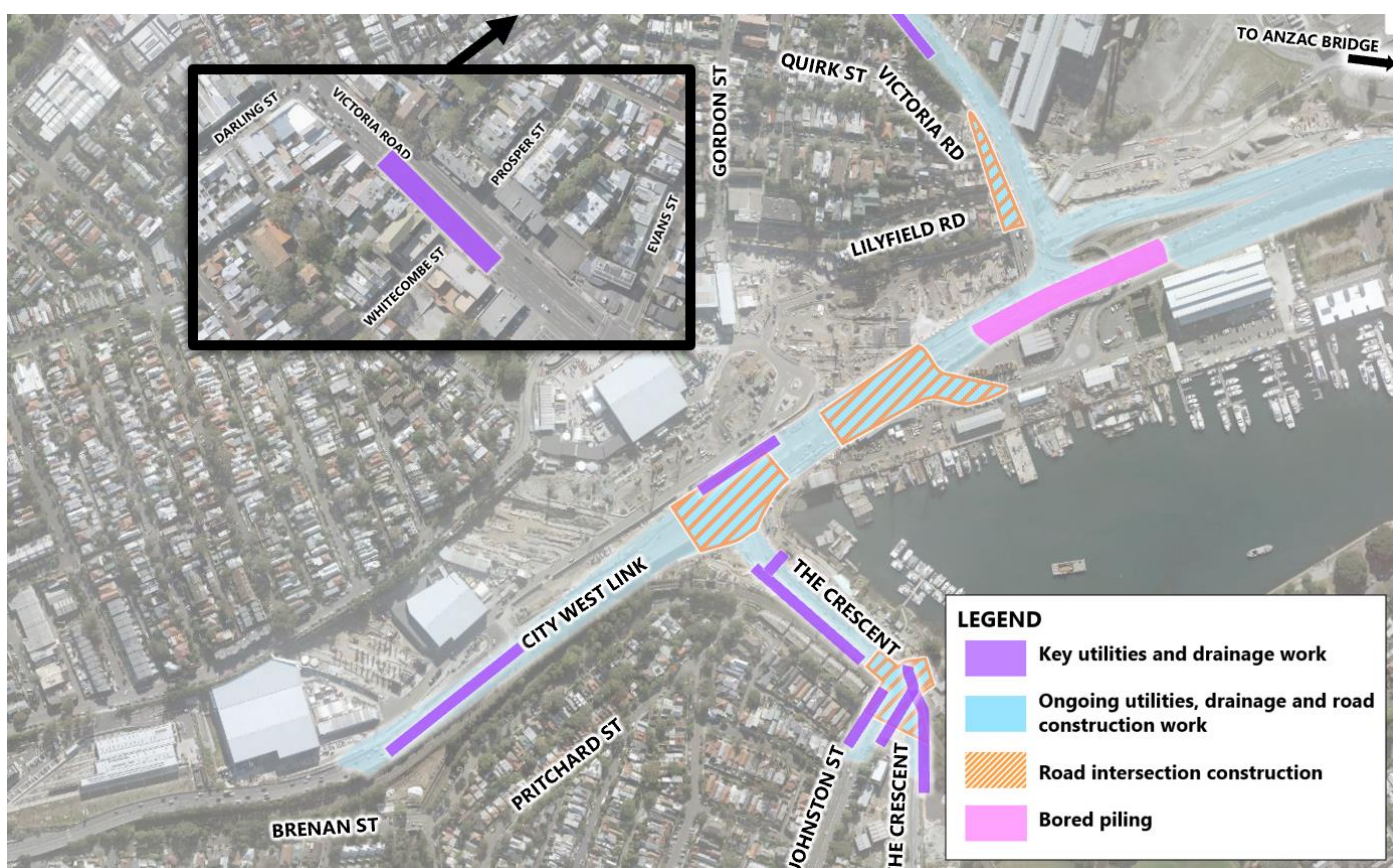 TO ANZAC BRIDGE
QUIRK ST
VICTORIA RD
GORDON ST
DARLING ST
VICTORIA ROAD
PROSPER ST
EVANS ST
WHITECOMBE ST
LILYFIELD RD
CITY WEST LINK
THE CRESCENT
PRITCHARD ST
JOHNSTON ST
THE CRESCENT
BRENAN ST
LEGEND
Key utilities and drainage work
Ongoing utilities, drainage and road
construction work
Road intersection construction
Bored piling